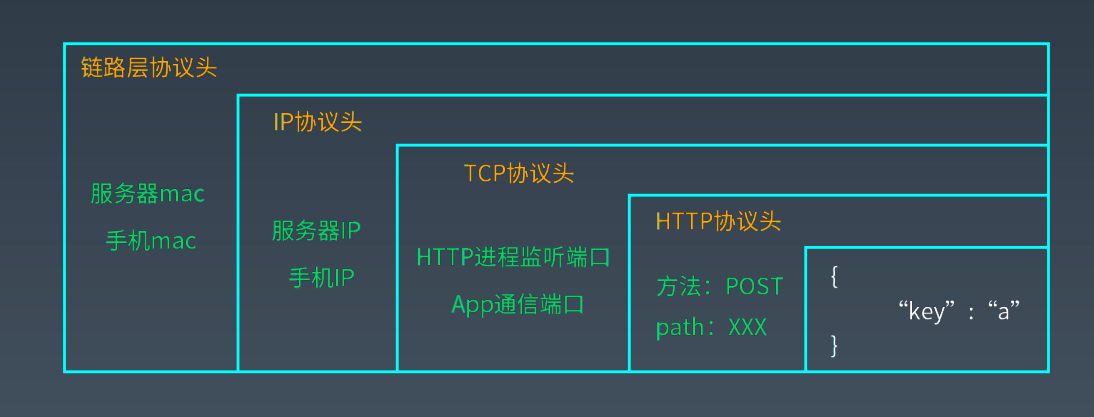 链路层协议头
服务器mac
手机mac
IP协议头
服务器IP
手机IP
TCP协议头
HTTP进程监听端口
App通信端口
HTTP协议头
方法：POST
path：XXX
{
“key”：“a”
}